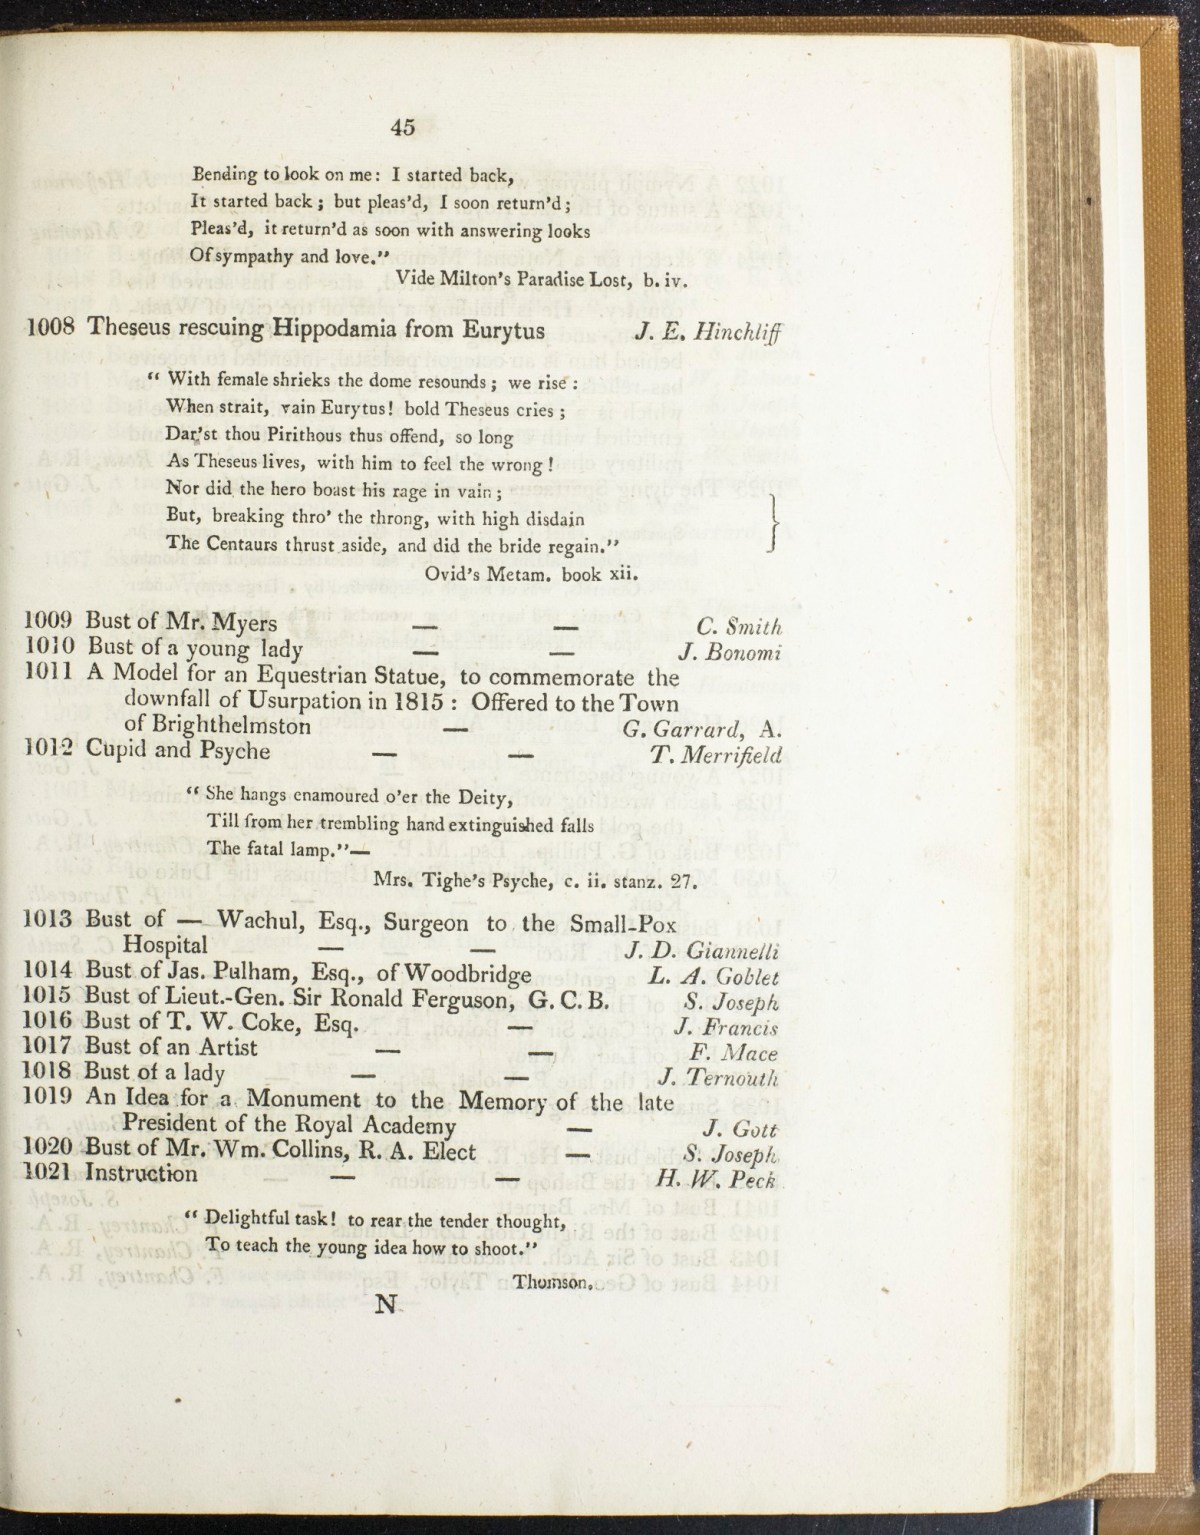 45
Bending to look on me: I started back,
It started back; but pleas'd, I soon return'd;
Pleas'd, it return'd as soon with answering looks
Of sympathy and love."
Vide Milton's Paradise Lost, b. iv.
1008 Theseus rescuing Hippodamia from Eurytus J. E. Hinchliff
" With female shrieks the dome resounds; we rise:
When strait, vain Eurytus! bold Theseus cries;
Dar'st thou Pirithous thus offend, so long
As Theseus lives, with him to feel the wrong!
Nor did the hero boast his rage in vain;
But, breaking thro' the throng, with high disdain
The Centaurs thrust aside, and did the bride regain."
Ovid's Metam. book xii.
1009 Bust of Mr. Myers — — C. Smith
1010 Bust of a young lady — — J. Bonomi
1011 A Model for an Equestrian Statue, to commemorate the
downfall of Usurpation in 1815: Offered to the Town
of Brighthelmston — G. Garrard, A.
1012 Cupid and Psyche — — T. Merrifield
" She hangs enamoured o'er the Deity,
Till from her trembling hand extinguished falls
The fatal lamp."—
Mrs. Tighe's Psyche, c. ii. stanz. 27.
1013 Bust of — Wachul, Esq., Surgeon to the Small-Pox
Hospital — — J. D. Giannelli
1014 Bust of Jas. Pulham, Esq., of Woodbridge L. A. Goblet
1015 Bust of Lieut.-Gen. Sir Ronald Ferguson, G. C. B. S. Joseph
1016 Bust of T. W. Coke, Esq. — J. Francis
1017 Bust of an Artist — — F. Mace
1018 Bust of a lady — — J. Ternouth
1019 An Idea for a Monument to the Memory of the late
President of the Royal Academy — J. Gott
1020 Bust of Mr. Wm. Collins, R. A. Elect — S. Joseph
1021 Instruction — — H. W. Peck
" Delightful task! to rear the tender thought,
To teach the young idea how to shoot."
Thomson.
N